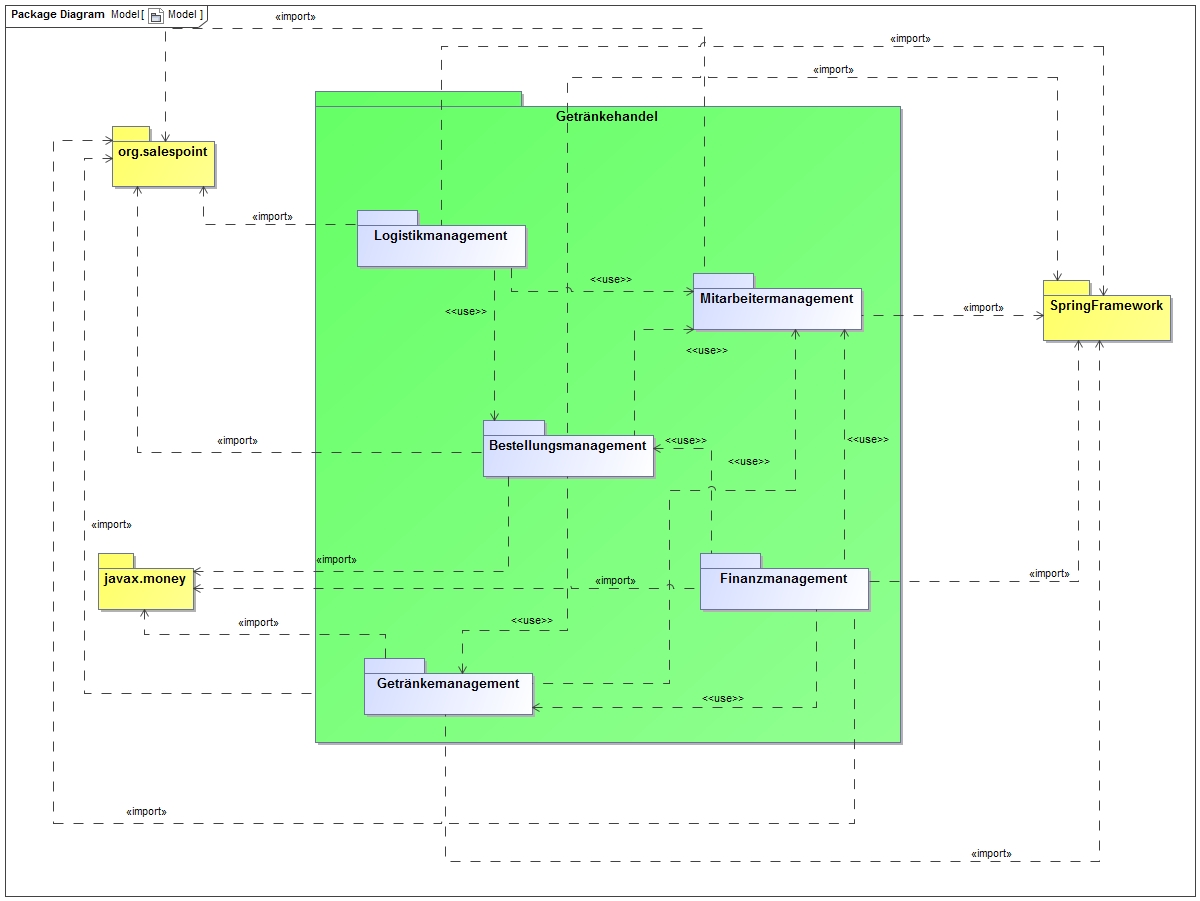 Package Diagram Model[ Model ]
«import»
«import»
«import»
Getränkehandel
org.salespoint
«import»
Logistikmanagement
<<use>>
Mitarbeitermanagement
SpringFramework
«import»
<<use>>
<<use>>
«import»
Bestellungsmanagement
<<use>>
<<use>>
<<use>>
«import»
«import»
javax.money
«import»
Finanzmanagement
«import»
«import»
<<use>>
Getränkemanagement
<<use>>
«import»
«import»